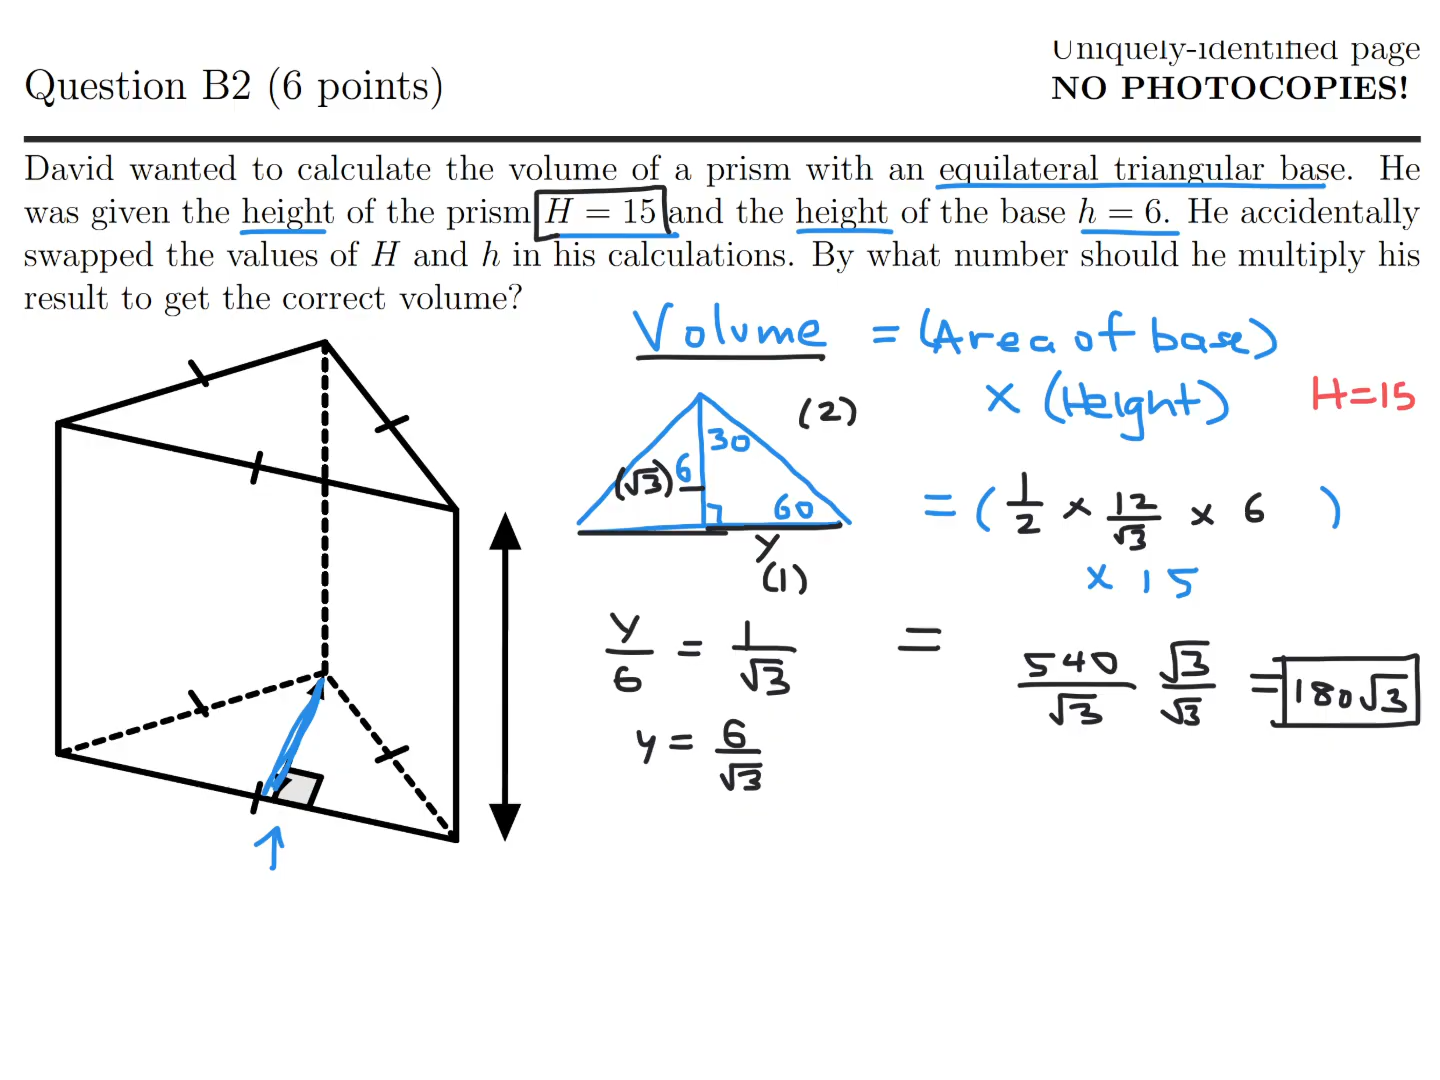 Uniquely-identified page
Question B2 (6 points)
NO PHOTOCOPIES!
David wanted to calculate the volume of a prism with an equilateral triangular base. He
was given the height of the prism H = 15 and the height of the base h = 6. He accidentally
swapped the values of H and h in his calculations. By what number should he multiply his
result to get the correct volume?
Volume = (Area of base)
× (Height)
H=15
(2)
30
(√3) 6
60
y
(1)
= ( 1/2 × 12/√3 × 6 )
× 15
y/6 = 1/√3
= 540/√3 √3/√3 = 180√3
y = 6/√3